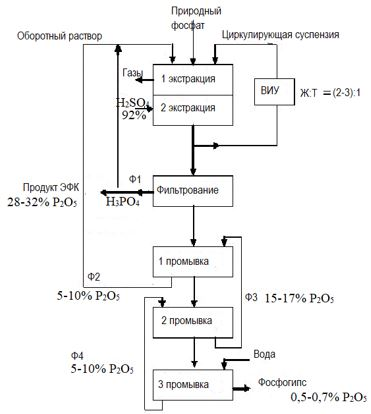 Природный
фосфат
Оборотный раствор
Циркулирующая суспензия
Газы
1 экстракция
H₂SO₄
92%
2 экстракция
ВИУ
Ж:Т = (2-3):1
Ф1
Продукт ЭФК
28-32% P₂O₅
H₃PO₄
Фильтрование
Ф2
5-10% P₂O₅
1 промывка
Ф3 15-17% P₂O₅
2 промывка
Ф4
5-10% P₂O₅
Вода
3 промывка
Фосфогипс
0,5-0,7% P₂O₅